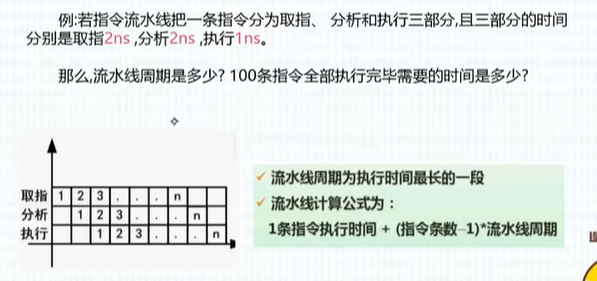 例:若指令流水线把一条指令分为取指、 分析和执行三部分,且三部分的时间
分别是取指2ns ,分析2ns ,执行1ns。
那么,流水线周期是多少? 100条指令全部执行完毕需要的时间是多少?
取指 1 2 3 . . . n
分析 1 2 3 . . . n
执行 1 2 3 . . . n
✓ 流水线周期为执行时间最长的一段
✓ 流水线计算公式为：
1条指令执行时间 + (指令条数-1)*流水线周期